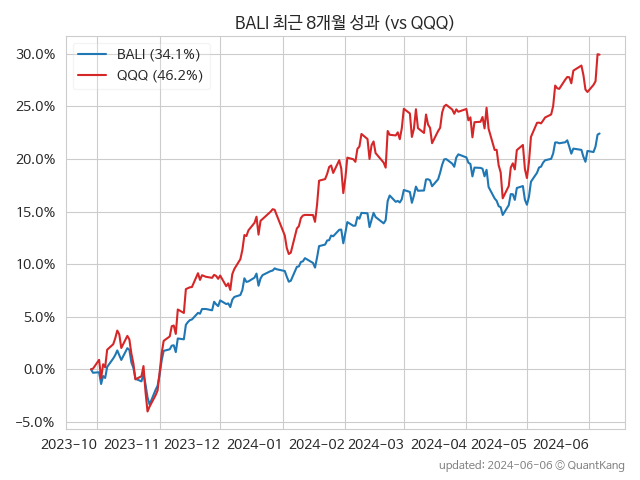 BALI 최근 8개월 성과 (vs QQQ)
BALI (34.1%)
QQQ (46.2%)
30.0%
25.0%
20.0%
15.0%
10.0%
5.0%
0.0%
−5.0%
2023-10 2023-11 2023-12 2024-01 2024-02 2024-03 2024-04 2024-05 2024-06
updated: 2024-06-06 © QuantKang